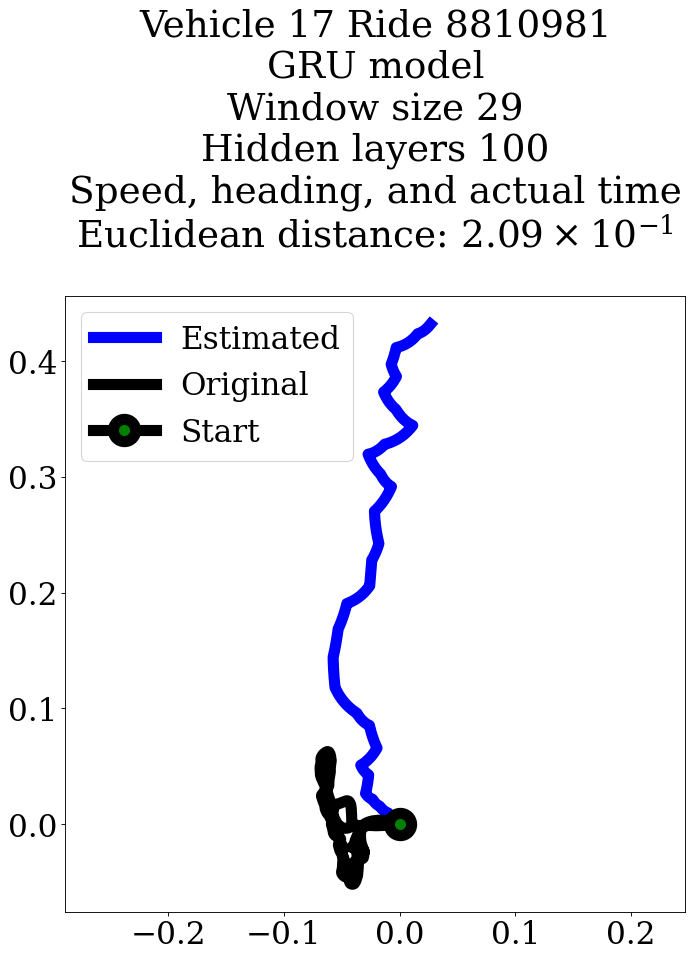 Vehicle 17 Ride 8810981
GRU model
Window size 29
Hidden layers 100
Speed, heading, and actual time
Euclidean distance: 2.09 × 10⁻¹
Estimated
Original
Start
0.4
0.3
0.2
0.1
0.0
−0.2 −0.1 0.0 0.1 0.2